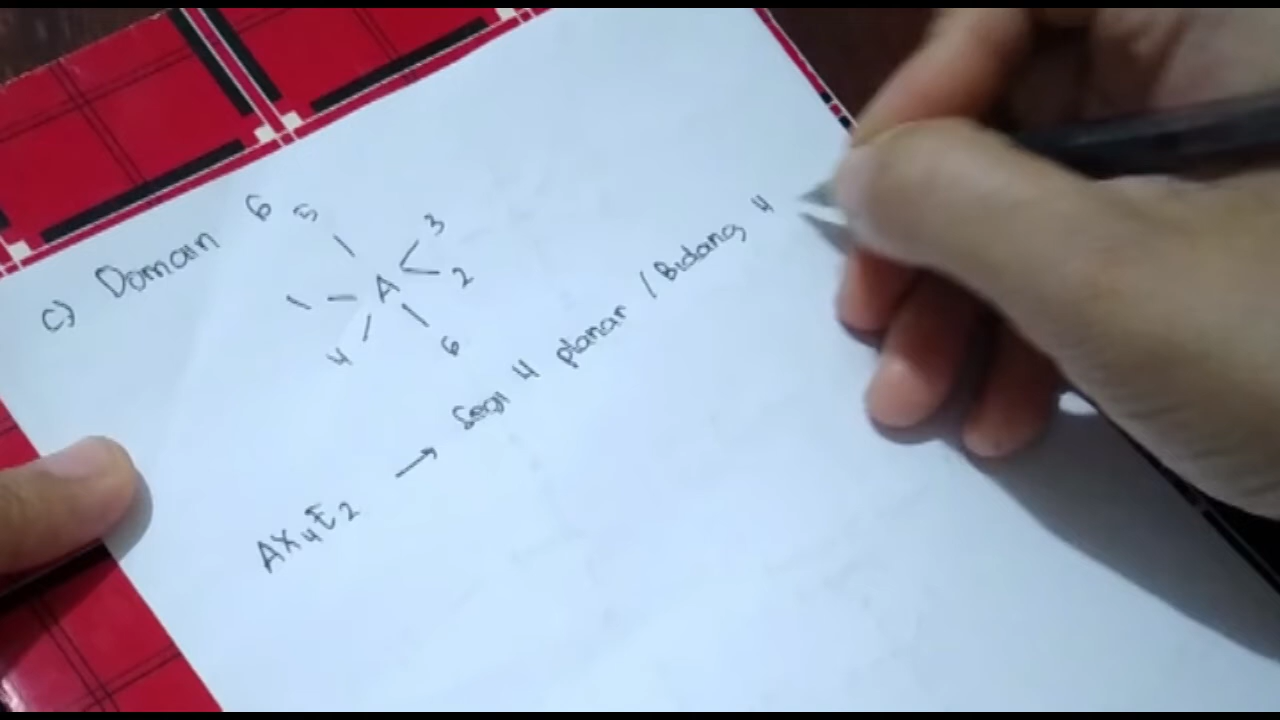 c) Domain 6
5
3
1 - A 2
4
6
AX₄E₂ → Segi 4 planar / Bidang 4